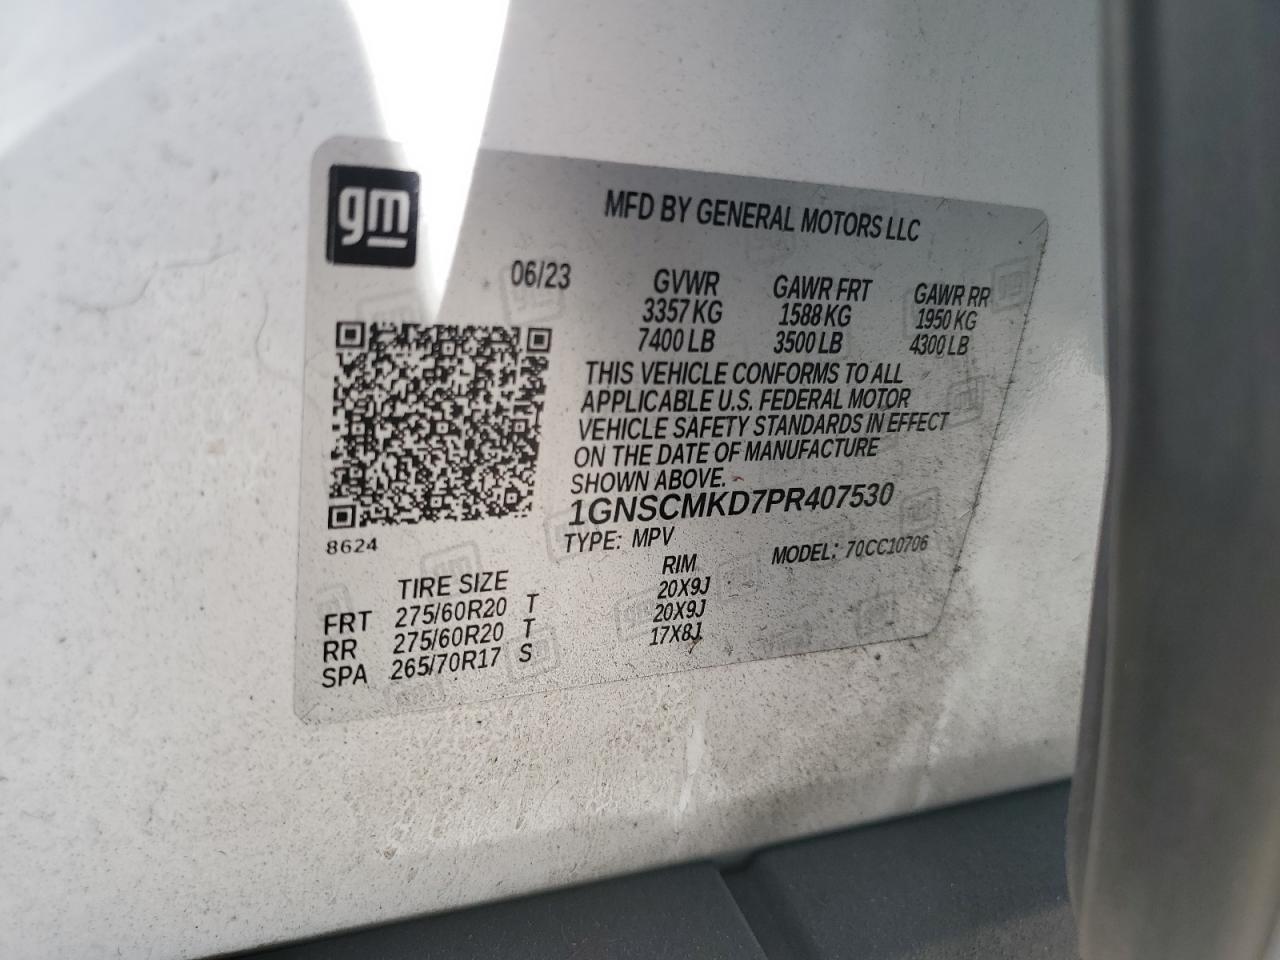 gm
MFD BY GENERAL MOTORS LLC
06/23 GVWR GAWR FRT GAWR RR
3357 KG 1588 KG 1950 KG
7400 LB 3500 LB 4300 LB
THIS VEHICLE CONFORMS TO ALL
APPLICABLE U.S. FEDERAL MOTOR
VEHICLE SAFETY STANDARDS IN EFFECT
ON THE DATE OF MANUFACTURE
SHOWN ABOVE.
1GNSCMKD7PR407530
8624
TYPE: MPV MODEL: 70CC10706
TIRE SIZE RIM
FRT 275/60R20 T 20X9J
RR 275/60R20 T 20X9J
SPA 265/70R17 S 17X8J